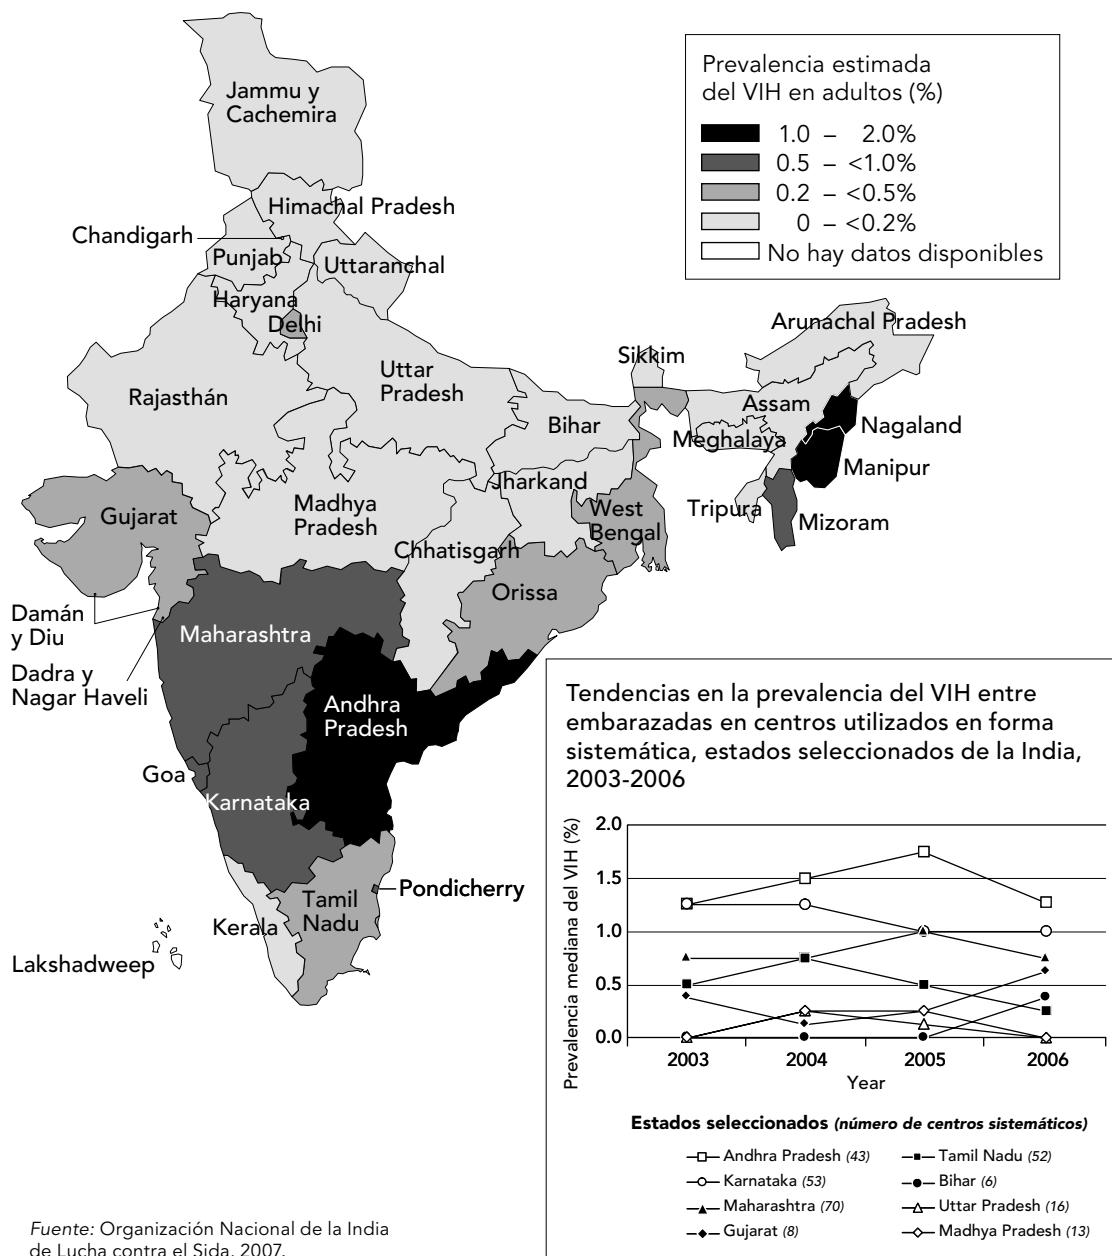 Jammu y
Cachemira
Himachal Pradesh
Chandigarh
Punjab
Uttaranchal
Haryana
Delhi
Arunachal Pradesh
Sikkim
Uttar
Pradesh
Rajasthán
Assam
Bihar
Nagaland
Meghalaya
Manipur
Jharkand
Madhya
Pradesh
Gujarat
West
Bengal
Tripura
Mizoram
Chhatisgarh
Orissa
Damán
y Diu
Maharashtra
Dadra y
Nagar Haveli
Andhra
Pradesh
Goa
Karnataka
Pondicherry
Tamil
Nadu
Kerala
Lakshadweep
Prevalencia estimada
del VIH en adultos (%)
1.0 – 2.0%
0.5 – <1.0%
0.2 – <0.5%
0 – <0.2%
No hay datos disponibles
Tendencias en la prevalencia del VIH entre
embarazadas en centros utilizados en forma
sistemática, estados seleccionados de la India,
2003-2006
Prevalencia mediana del VIH (%)
2.0
1.5
1.0
0.5
0.0
2003 2004 2005 2006
Year
Estados seleccionados (número de centros sistemáticos)
Andhra Pradesh (43)
Karnataka (53)
Maharashtra (70)
Gujarat (8)
Tamil Nadu (52)
Bihar (6)
Uttar Pradesh (16)
Madhya Pradesh (13)
Fuente: Organización Nacional de la India
de Lucha contra el Sida, 2007.